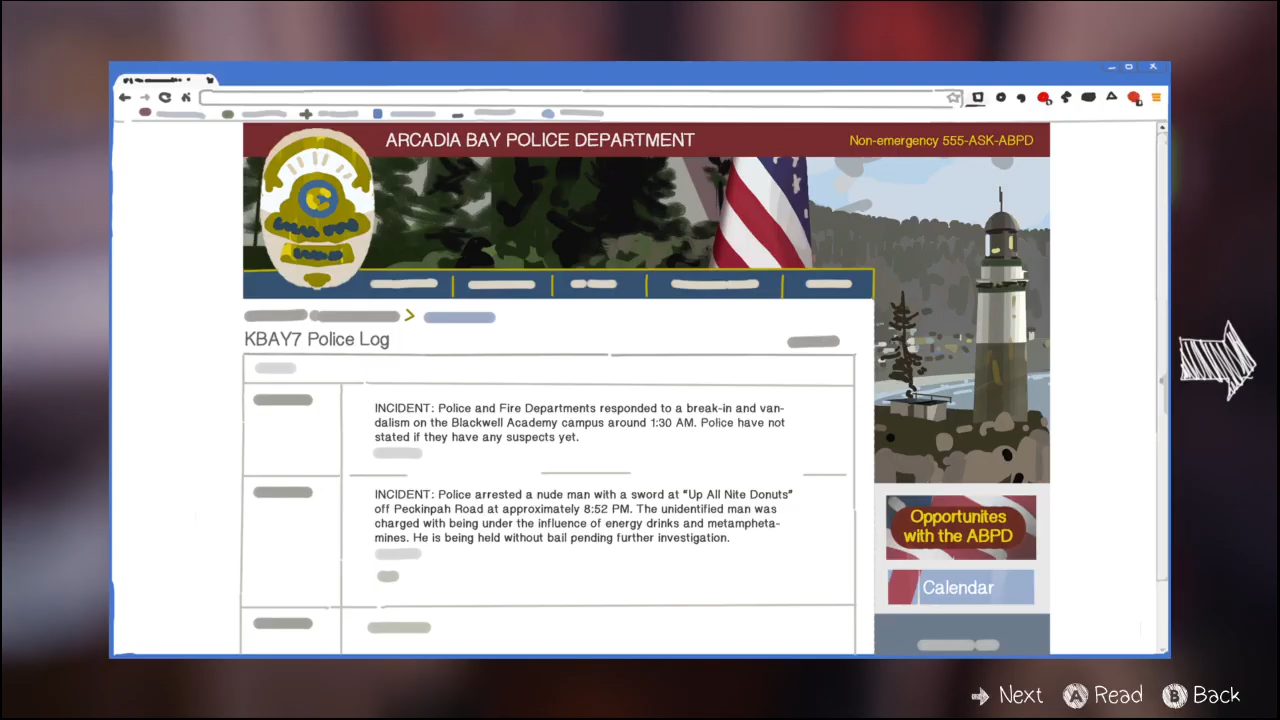 ARCADIA BAY POLICE DEPARTMENT
Non-emergency 555-ASK-ABPD
KBAY7 Police Log
INCIDENT: Police and Fire Departments responded to a break-in and van-
dalism on the Blackwell Academy campus around 1:30 AM. Police have not
stated if they have any suspects yet.
INCIDENT: Police arrested a nude man with a sword at "Up All Nite Donuts"
off Peckinpah Road at approximately 8:52 PM. The unidentified man was
charged with being under the influence of energy drinks and metampheta-
mines. He is being held without bail pending further investigation.
Opportunites
with the ABPD
Calendar
Next
A Read
B Back